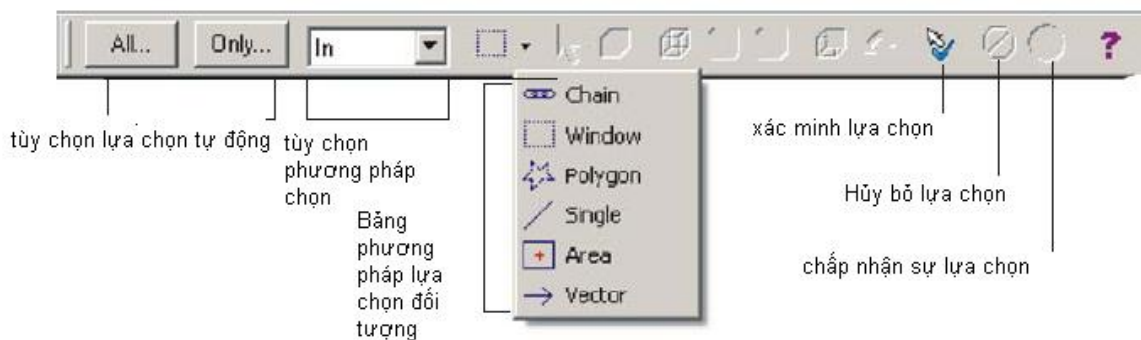 All...
Only...
In
?
Chain
Window
Polygon
Single
Area
Vector
tùy chọn lựa chọn tự động
tùy chọn
phương pháp
chọn
Bảng
phương
pháp lựa
chọn đối
tượng
xác minh lựa chọn
Hủy bỏ lựa chọn
chấp nhận sự lựa chọn